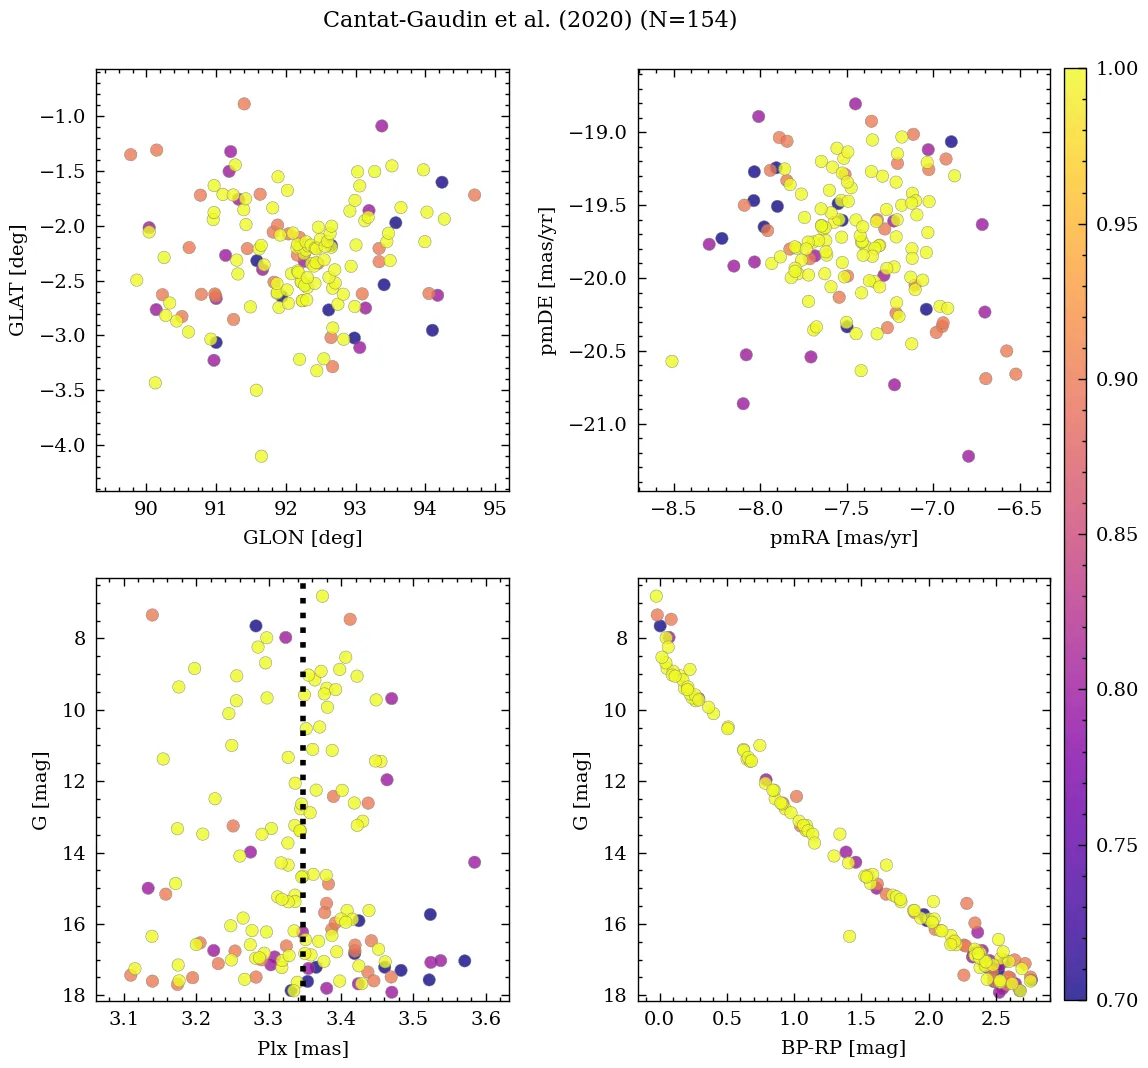 Cantat-Gaudin et al. (2020) (N=154)
−1.0
−1.5
−2.0
−2.5
−3.0
−3.5
−4.0
GLAT [deg]
90 91 92 93 94 95
GLON [deg]
−19.0
−19.5
−20.0
−20.5
−21.0
pmDE [mas/yr]
−8.5 −8.0 −7.5 −7.0 −6.5
pmRA [mas/yr]
8
10
12
14
16
18
G [mag]
3.1 3.2 3.3 3.4 3.5 3.6
Plx [mas]
8
10
12
14
16
18
G [mag]
0.0 0.5 1.0 1.5 2.0 2.5
BP-RP [mag]
1.00
0.95
0.90
0.85
0.80
0.75
0.70